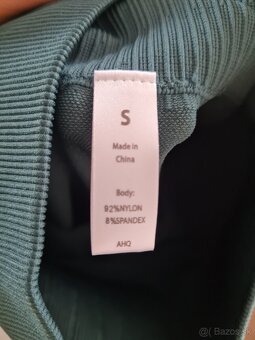 S
Made in
China
Body:
92%NYLON
8%SPANDEX
AHQ
Bazos.sk